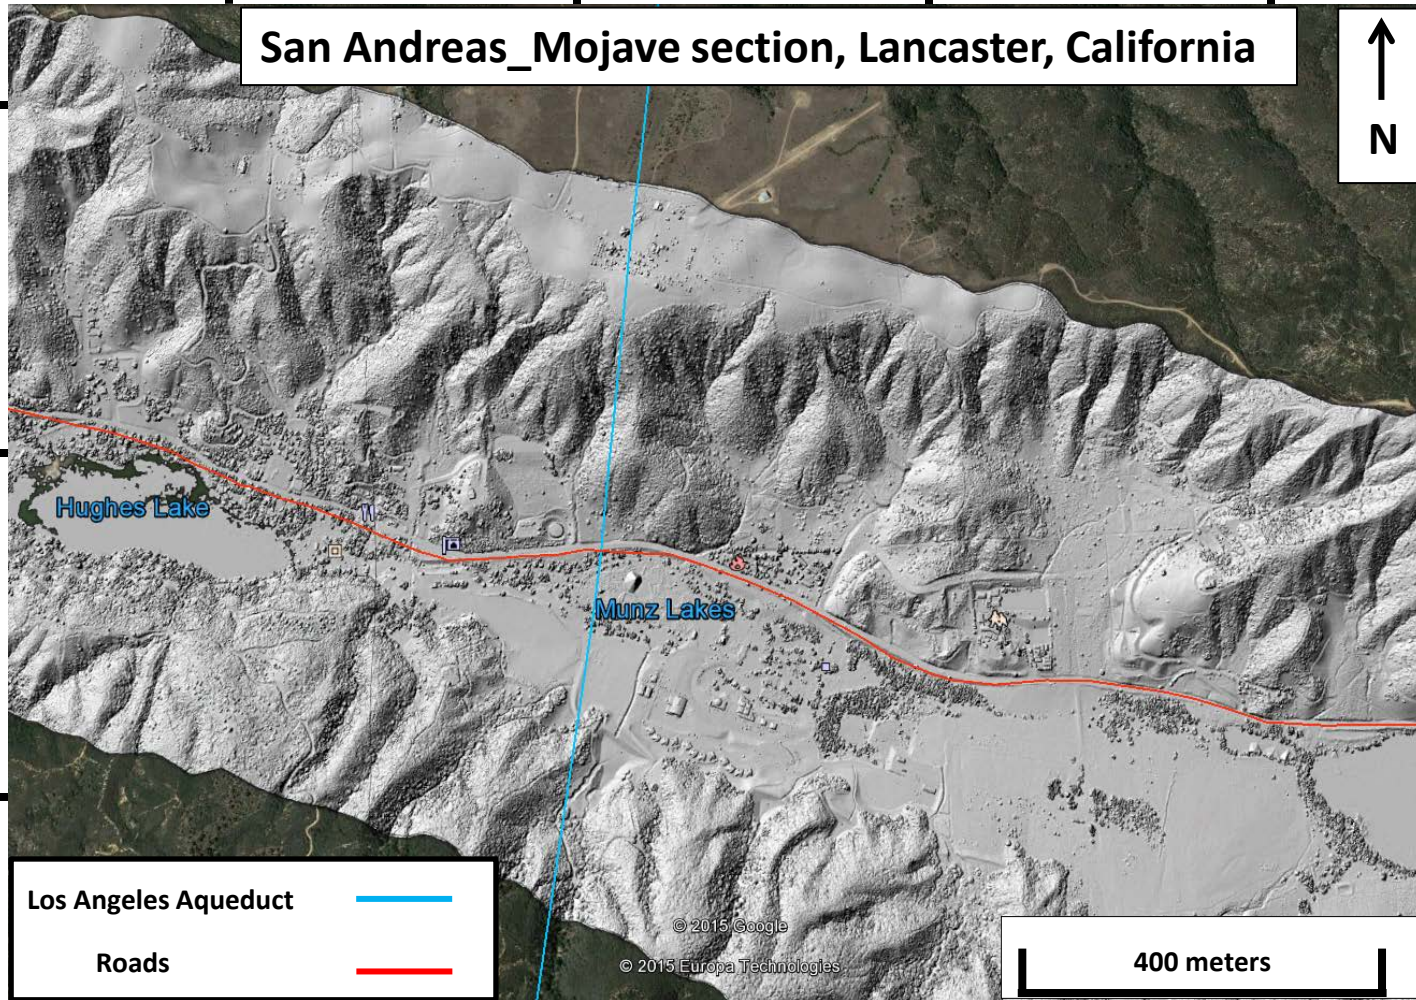 San Andreas_Mojave section, Lancaster, California
N
Hughes Lake
Munz Lakes
Los Angeles Aqueduct
Roads
© 2015 Google
© 2015 Europa Technologies
400 meters